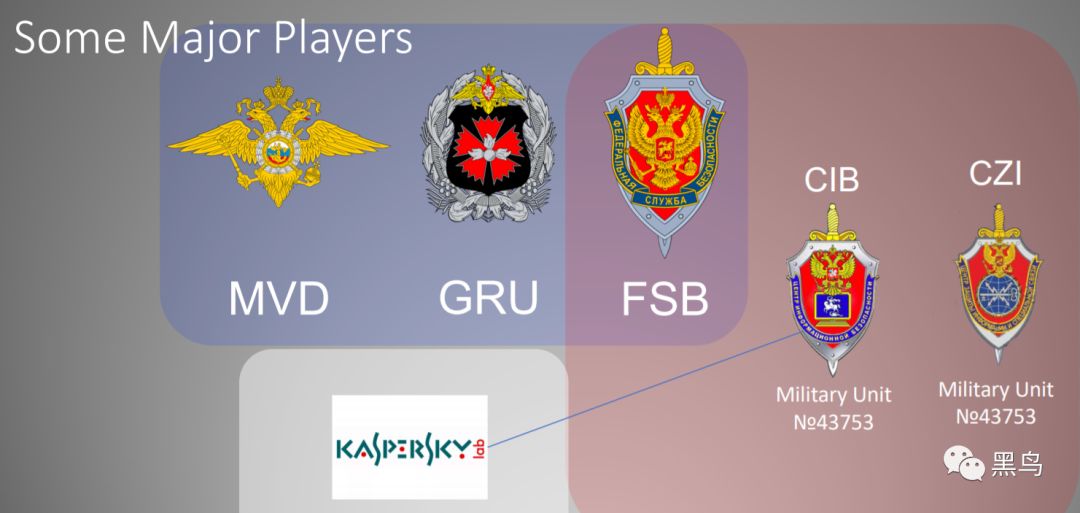 Some Major Players
MVD
GRU
ФЕДЕРАЛЬНАЯ СЛУЖБА БЕЗОПАСНОСТИ
FSB
CIB
ЦЕНТР ИНФОРМАЦИОННОЙ БЕЗОПАСНОСТИ
Military Unit
№43753
CZI
Military Unit
№43753
KASPERSKY lab
黑鸟